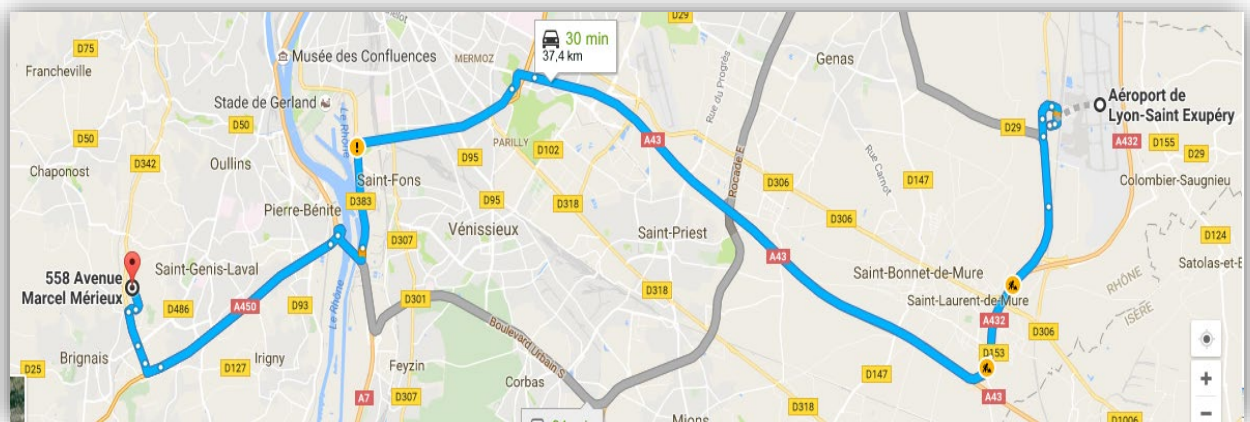 D29
D75
Musée des Confluences
30 min
37,4 km
MERMOZ
Francheville
Genas
Rue du Progrès
Stade de Gerland
Le Rhône
Aéroport de
Lyon-Saint Exupéry
D50
D50
D29
A432
D155
D342
Oullins
PARILLY
D102
A43
D29
Chaponost
D95
Rue Carnot
Colombier-Saugnieu
Saint-Fons
Rocade E
D306
D147
D383
D95
D318
Pierre-Bénite
D306
Vénissieux
Saint-Priest
D307
D124
A43
Satolas-et-B
558 Avenue
Marcel Mérieux
Saint-Genis-Laval
Saint-Bonnet-de-Mure
RHÔNE
ISÈRE
D318
D301
Saint-Laurent-de-Mure
D486
A450
D93
Le Rhône
A432
D306
Boulevard Urbain S
Brignais
Irigny
D153
D25
D127
Feyzin
D147
Corbas
A7
D307
A43
D318
Mions
D1006